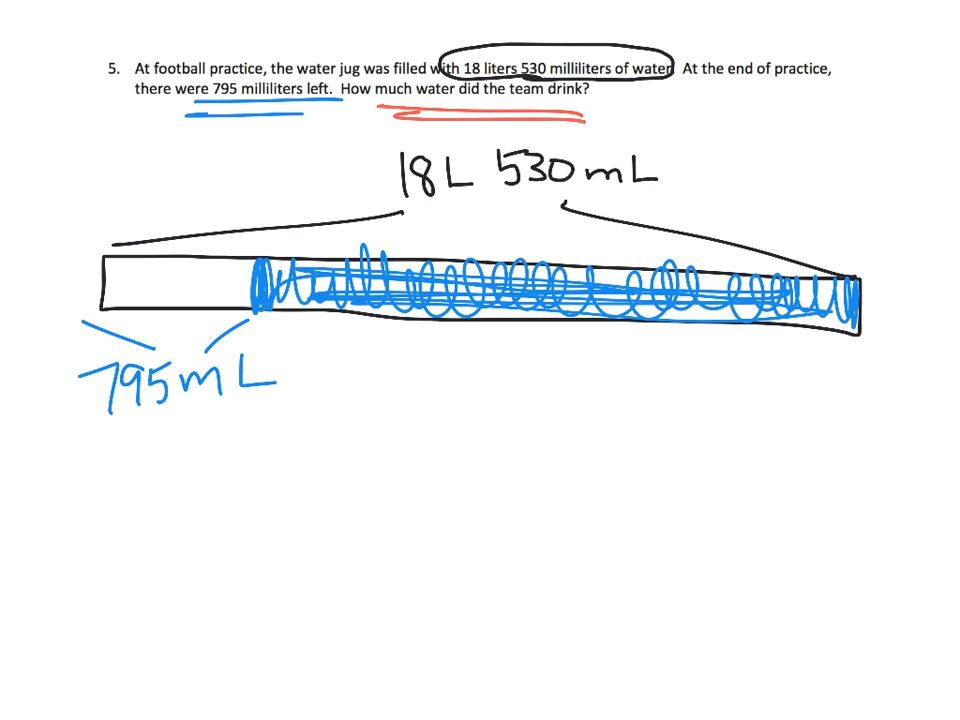 5. At football practice, the water jug was filled with 18 liters 530 milliliters of water. At the end of practice,
there were 795 milliliters left. How much water did the team drink?
18L 530mL
795mL